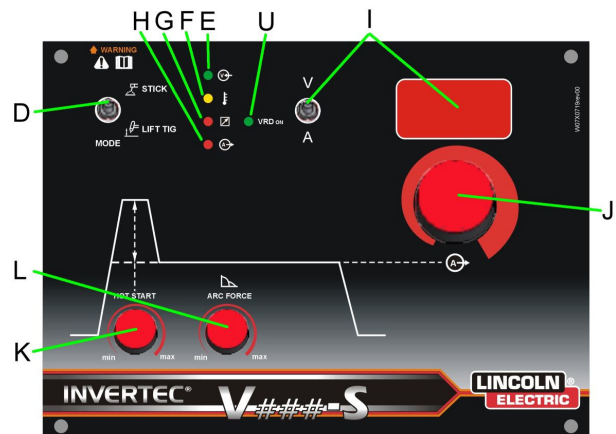 H G F E U I
WARNING
V
D
STICK
LIFT TIG
VRD ON
MODE
A
W07X0719rev00
J
A
L
HOT START
ARC FORCE
K
min max
min max
INVERTEC® V###-S
LINCOLN®
ELECTRIC
V
A